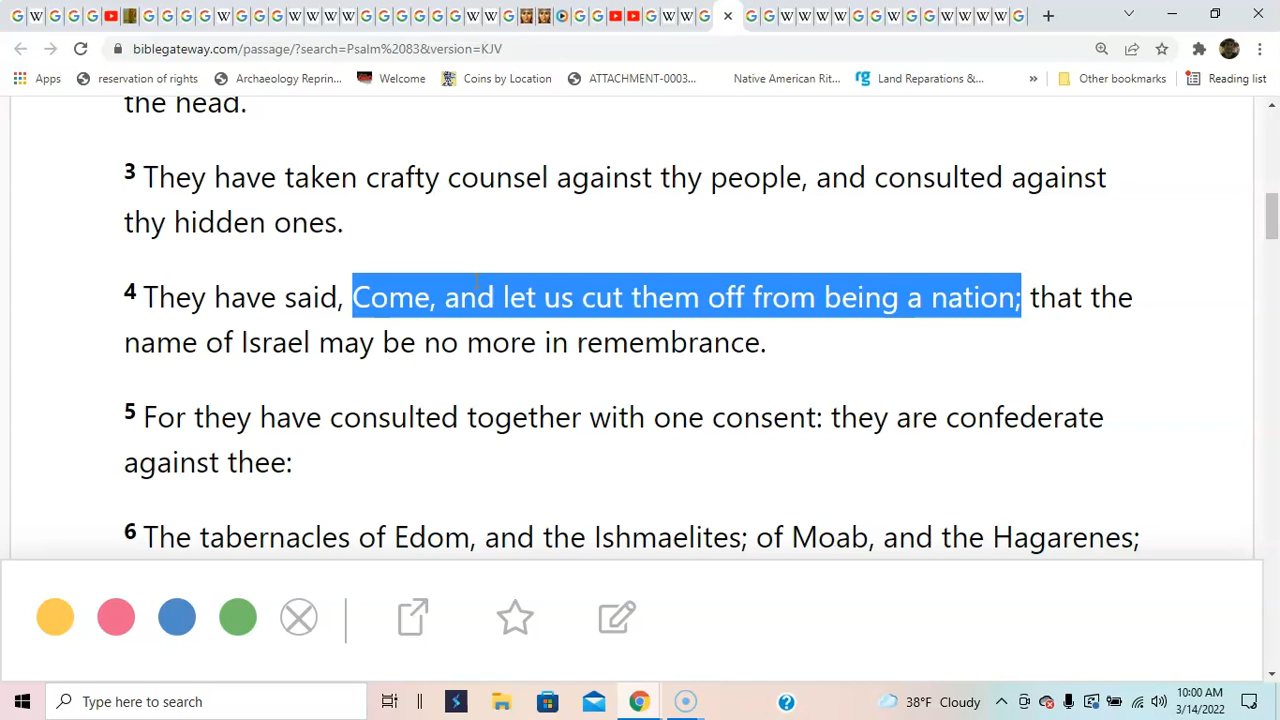 biblegateway.com/passage/?search=Psalm%2083&version=KJV
Apps reservation of rights Archaeology Reprin... Welcome Coins by Location ATTACHMENT-0003... Native American Rit... Land Reparations &... » Other bookmarks Reading list
the head.
3 They have taken crafty counsel against thy people, and consulted against
thy hidden ones.
4 They have said, Come, and let us cut them off from being a nation; that the
name of Israel may be no more in remembrance.
5 For they have consulted together with one consent: they are confederate
against thee:
6 The tabernacles of Edom, and the Ishmaelites; of Moab, and the Hagarenes;
Type here to search
38°F Cloudy
10:00 AM
3/14/2022